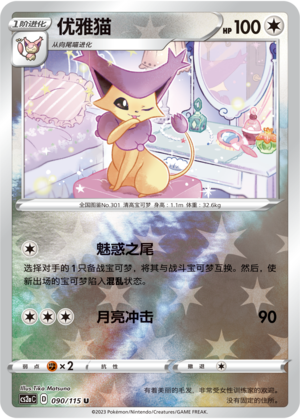 1阶进化
优雅猫
HP 100
从向尾喵进化
全国图鉴No.301 清高宝可梦 身高：1.1m 体重：32.6kg
魅惑之尾
选择对手的1只备战宝可梦，将其与战斗宝可梦互换。然后，使
新出场的宝可梦陷入混乱状态。
月亮冲击 90
弱点 ×2 抗性 撤退
Illus.Tika Matsuno
CS2aC D 090/115 U
有着美丽的毛发，非常受女性训练家的喜欢。
没有固定的住所。
©2023 Pokémon/Nintendo/Creatures/GAME FREAK.